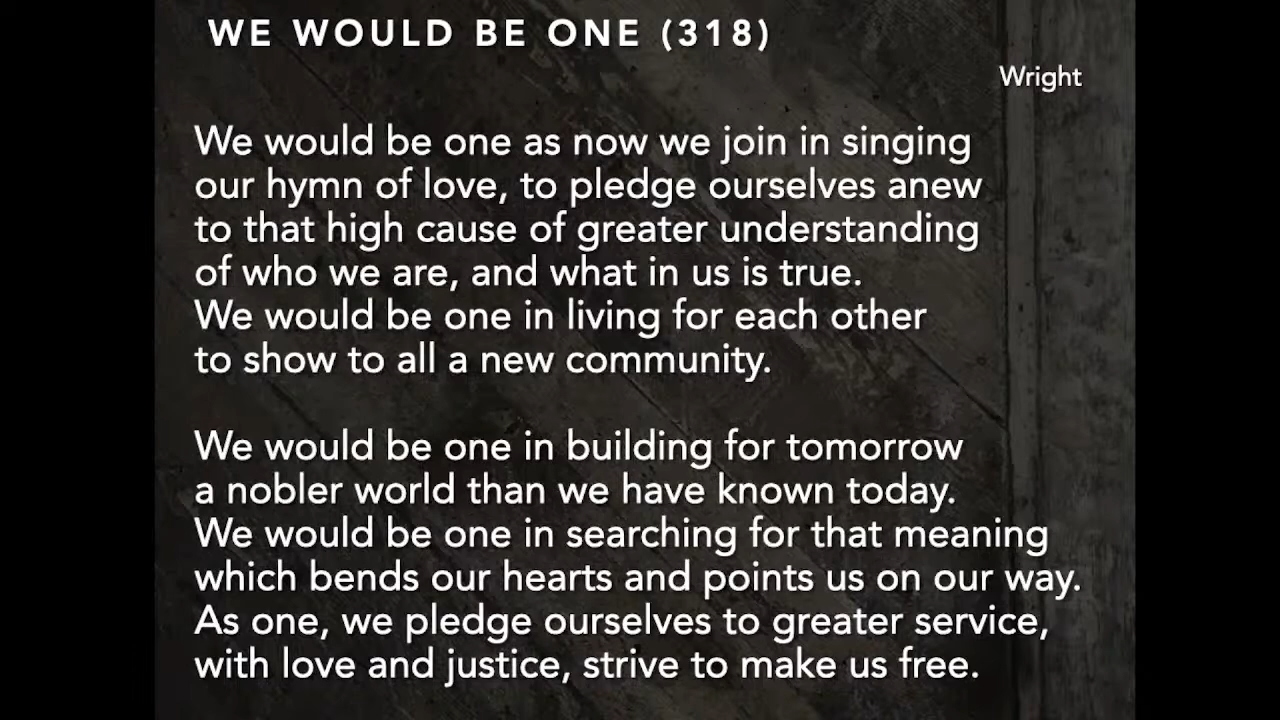 WE WOULD BE ONE (318)
Wright
We would be one as now we join in singing
our hymn of love, to pledge ourselves anew
to that high cause of greater understanding
of who we are, and what in us is true.
We would be one in living for each other
to show to all a new community.
We would be one in building for tomorrow
a nobler world than we have known today.
We would be one in searching for that meaning
which bends our hearts and points us on our way.
As one, we pledge ourselves to greater service,
with love and justice, strive to make us free.